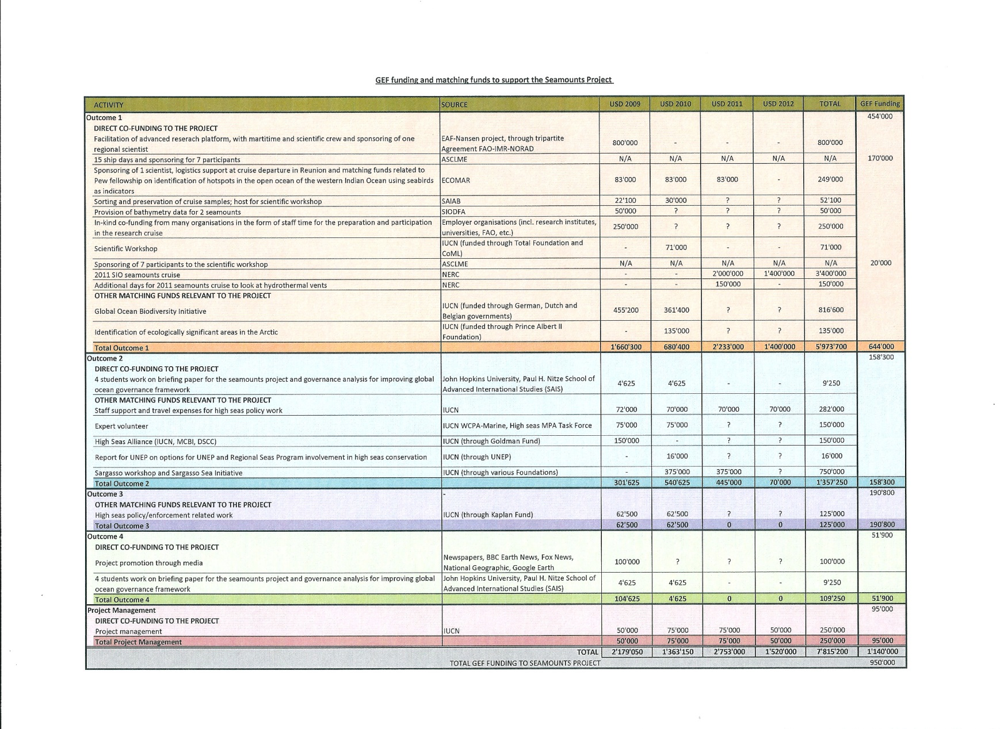 GEF funding and matching funds to support the Seamounts Project
ACTIVITY SOURCE USD 2009 USD 2010 USD 2011 USD 2012 TOTAL GEF Funding
Outcome 1 454'000
DIRECT CO-FUNDING TO THE PROJECT
Facilitation of advanced reserach platform, with martitime and scientific crew and sponsoring of one
regional scientist
EAF-Nansen project, through tripartite
Agreement FAO-IMR-NORAD
800'000 - - - 800'000
15 ship days and sponsoring for 7 participants ASCLME N/A N/A N/A N/A N/A 170'000
Sponsoring of 1 scientist, logistics support at cruise departure in Reunion and matching funds related to
Pew fellowship on identification of hotspots in the open ocean of the western Indian Ocean using seabirds
as indicators
ECOMAR 83'000 83'000 83'000 - 249'000
Sorting and preservation of cruise samples; host for scientific workshop SAIAB 22'100 30'000 ? ? 52'100
Provision of bathymetry data for 2 seamounts SIODFA 50'000 ? ? ? 50'000
In-kind co-funding from many organisations in the form of staff time for the preparation and participation
in the research cruise
Employer organisations (incl. research institutes,
universities, FAO, etc.)
250'000 ? ? ? 250'000
Scientific Workshop
IUCN (funded through Total Foundation and
CoML)
- 71'000 - - 71'000
Sponsoring of 7 participants to the scientific workshop ASCLME N/A N/A N/A N/A N/A 20'000
2011 SIO seamounts cruise NERC - - 2'000'000 1'400'000 3'400'000
Additional days for 2011 seamounts cruise to look at hydrothermal vents NERC - - 150'000 - 150'000
OTHER MATCHING FUNDS RELEVANT TO THE PROJECT
Global Ocean Biodiversity Initiative
IUCN (funded through German, Dutch and
Belgian governments)
455'200 361'400 ? ? 816'600
Identification of ecologically significant areas in the Arctic
IUCN (funded through Prince Albert II
Foundation)
- 135'000 ? ? 135'000
Total Outcome 1 1'660'300 680'400 2'233'000 1'400'000 5'973'700 644'000
Outcome 2 158'300
DIRECT CO-FUNDING TO THE PROJECT
4 students work on briefing paper for the seamounts project and governance analysis for improving global
ocean governance framework
John Hopkins University, Paul H. Nitze School of
Advanced International Studies (SAIS)
4'625 4'625 - - 9'250
OTHER MATCHING FUNDS RELEVANT TO THE PROJECT
Staff support and travel expenses for high seas policy work IUCN 72'000 70'000 70'000 70'000 282'000
Expert volunteer IUCN WCPA-Marine, High seas MPA Task Force 75'000 75'000 ? ? 150'000
High Seas Alliance (IUCN, MCBI, DSCC) IUCN (through Goldman Fund) 150'000 - ? ? 150'000
Report for UNEP on options for UNEP and Regional Seas Program involvement in high seas conservation IUCN (through UNEP) - 16'000 ? ? 16'000
Sargasso workshop and Sargasso Sea Initiative IUCN (through various Foundations) - 375'000 375'000 ? 750'000
Total Outcome 2 301'625 540'625 445'000 70'000 1'357'250 158'300
Outcome 3 - 190'800
OTHER MATCHING FUNDS RELEVANT TO THE PROJECT
High seas policy/enforcement related work IUCN (through Kaplan Fund) 62'500 62'500 ? ? 125'000
Total Outcome 3 62'500 62'500 0 0 125'000 190'800
Outcome 4 51'900
DIRECT CO-FUNDING TO THE PROJECT
Project promotion through media
Newspapers, BBC Earth News, Fox News,
National Geographic, Google Earth
100'000 ? ? ? 100'000
4 students work on briefing paper for the seamounts project and governance analysis for improving global
ocean governance framework
John Hopkins University, Paul H. Nitze School of
Advanced International Studies (SAIS)
4'625 4'625 - - 9'250
Total Outcome 4 104'625 4'625 0 0 109'250 51'900
Project Management 95'000
DIRECT CO-FUNDING TO THE PROJECT
Project management IUCN 50'000 75'000 75'000 50'000 250'000
Total Project Management 50'000 75'000 75'000 50'000 250'000 95'000
TOTAL 2'179'050 1'363'150 2'753'000 1'520'000 7'815'200 1'140'000
TOTAL GEF FUNDING TO SEAMOUNTS PROJECT 950'000